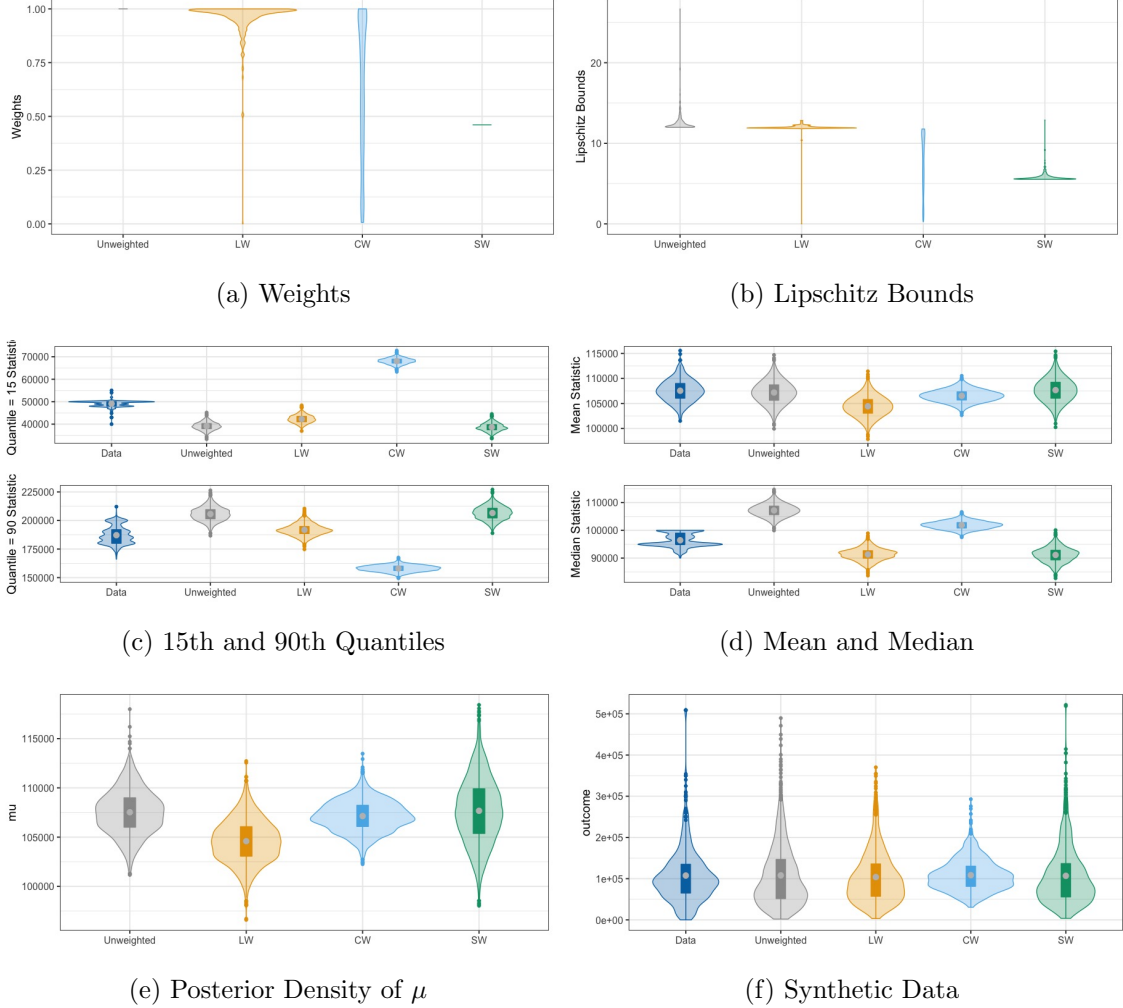 1.00
0.75
0.50
0.25
0.00
Weights
Unweighted LW CW SW
(a) Weights
20
10
0
Lipschitz Bounds
Unweighted LW CW SW
(b) Lipschitz Bounds
70000
60000
50000
40000
Quantile = 15 Statisti
Data Unweighted LW CW SW
225000
200000
175000
150000
Quantile = 90 Statistic
Data Unweighted LW CW SW
(c) 15th and 90th Quantiles
115000
110000
105000
100000
Mean Statistic
Data Unweighted LW CW SW
110000
100000
90000
Median Statistic
Data Unweighted LW CW SW
(d) Mean and Median
115000
110000
105000
100000
mu
Unweighted LW CW SW
(e) Posterior Density of μ
5e+05
4e+05
3e+05
2e+05
1e+05
0e+00
outcome
Data Unweighted LW CW SW
(f) Synthetic Data